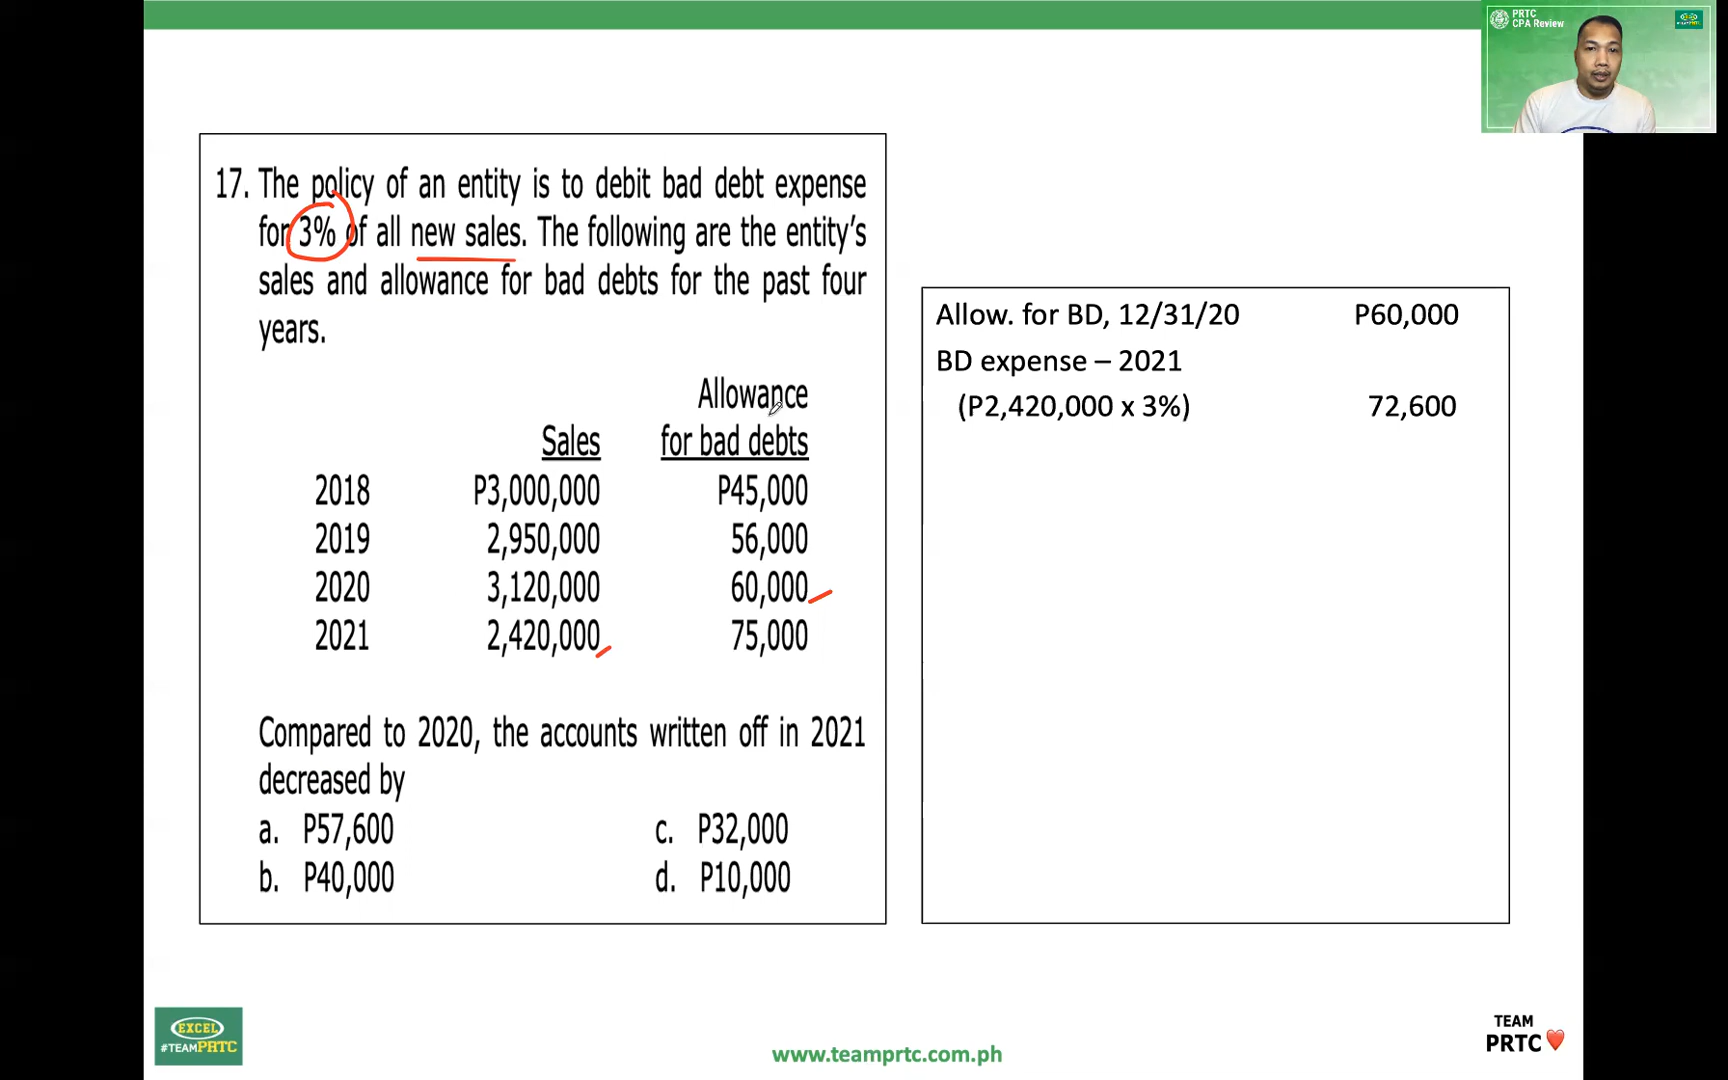 PRTC
CPA Review
17. The policy of an entity is to debit bad debt expense
for 3% of all new sales. The following are the entity's
sales and allowance for bad debts for the past four
years.
Allowance
Sales for bad debts
2018 P3,000,000 P45,000
2019 2,950,000 56,000
2020 3,120,000 60,000
2021 2,420,000 75,000
Compared to 2020, the accounts written off in 2021
decreased by
a. P57,600 c. P32,000
b. P40,000 d. P10,000
Allow. for BD, 12/31/20 P60,000
BD expense – 2021
(P2,420,000 x 3%) 72,600
EXCEL
#TEAMPRTC
www.teamprtc.com.ph
TEAM
PRTC